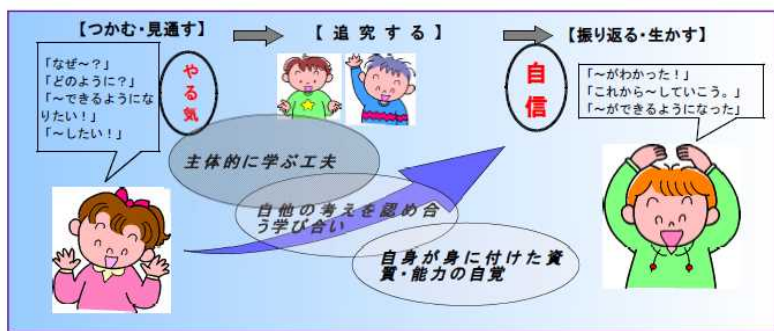 【つかむ・見通す】
【追究する】
【振り返る・生かす】
「なぜ～？」
「どのように？」
「～できるようにな
りたい！」
「～したい！」
やる気
自信
「～がわかった！」
「これから～していこう。」
「～ができるようになった」
主体的に学ぶ工夫
自他の考えを認め合
う学び合い
自身が身に付けた資
質・能力の自覚